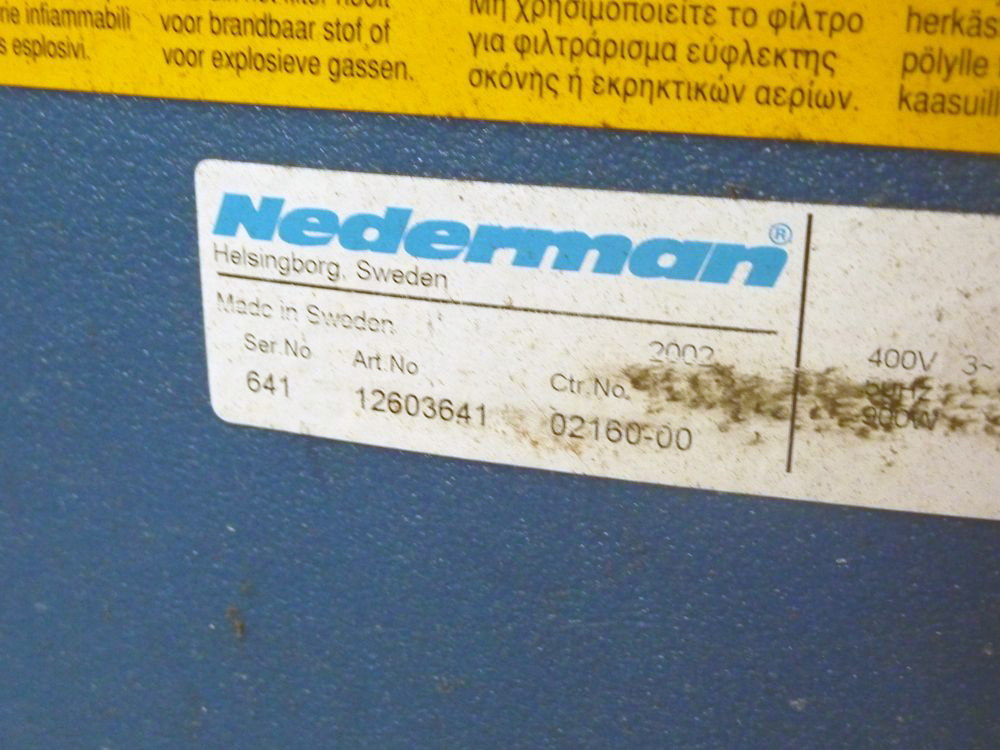 rie infiammabili
s esplosivi.
voor brandbaar stof of
voor explosieve gassen.
Μη χρησιμοποιείτε το φίλτρο
για φιλτράρισμα εύφλεκτης
σκόνης ή εκρηκτικών αερίων.
herkäs
pölylle
kaasuill
Nederman®
Helsingborg, Sweden
Made in Sweden
2002
Ser.No Art.No Ctr.No.
641 12603641 02160-00
400V 3~